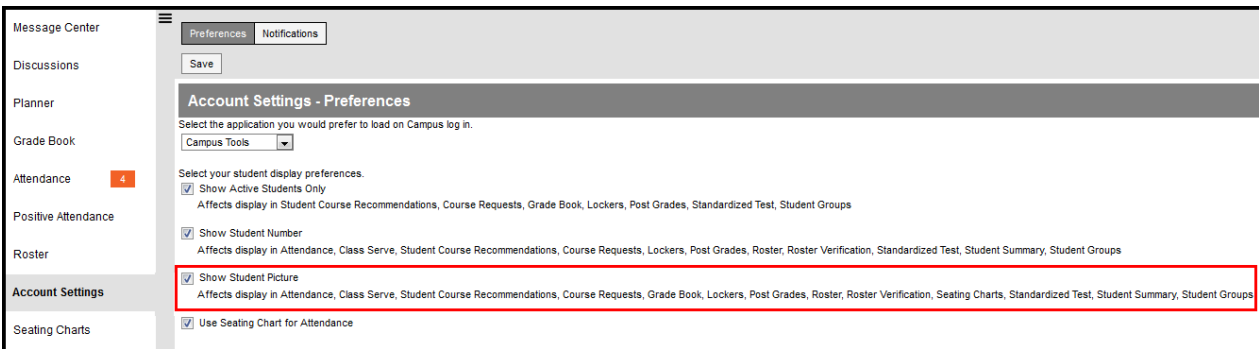 Message Center
Discussions
Planner
Grade Book
Attendance 4
Positive Attendance
Roster
Account Settings
Seating Charts
Preferences Notifications
Save
Account Settings - Preferences
Select the application you would prefer to load on Campus log in.
Campus Tools
Select your student display preferences.
Show Active Students Only
Affects display in Student Course Recommendations, Course Requests, Grade Book, Lockers, Post Grades, Standardized Test, Student Groups
Show Student Number
Affects display in Attendance, Class Serve, Student Course Recommendations, Course Requests, Lockers, Post Grades, Roster, Roster Verification, Standardized Test, Student Summary, Student Groups
Show Student Picture
Affects display in Attendance, Class Serve, Student Course Recommendations, Course Requests, Grade Book, Lockers, Post Grades, Roster, Roster Verification, Seating Charts, Standardized Test, Student Summary, Student Groups
Use Seating Chart for Attendance